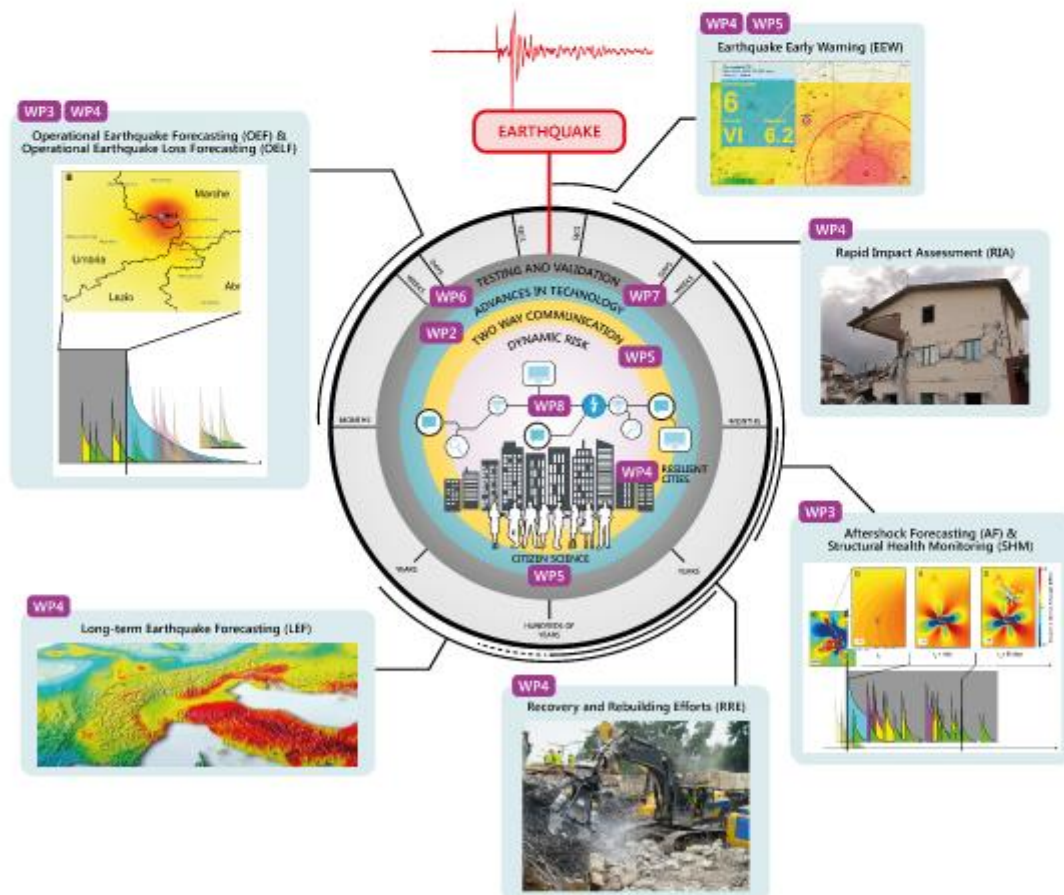 EARTHQUAKE
WP4 WP5
Earthquake Early Warning (EEW)
6
VI 6.2
WP3 WP4
Operational Earthquake Forecasting (OEF) &
Operational Earthquake Loss Forecasting (OELF)
Marche
Umbria
Lazio
WP4
Rapid Impact Assessment (RIA)
DAYS
WEEKS
DAYS
WEEKS
TESTING AND VALIDATION
WP6
WP7
ADVANCES IN TECHNOLOGY
WP2
TWO WAY COMMUNICATION
WP5
DYNAMIC RISK
WP8
MONTHS
MONTHS
WP4
RESILIENT
CITIES
CITIZEN SCIENCE
WP5
YEARS
YEARS
HUNDREDS OF
YEARS
WP3
Aftershock Forecasting (AF) &
Structural Health Monitoring (SHM)
WP4
Long-term Earthquake Forecasting (LEF)
WP4
Recovery and Rebuilding Efforts (RRE)